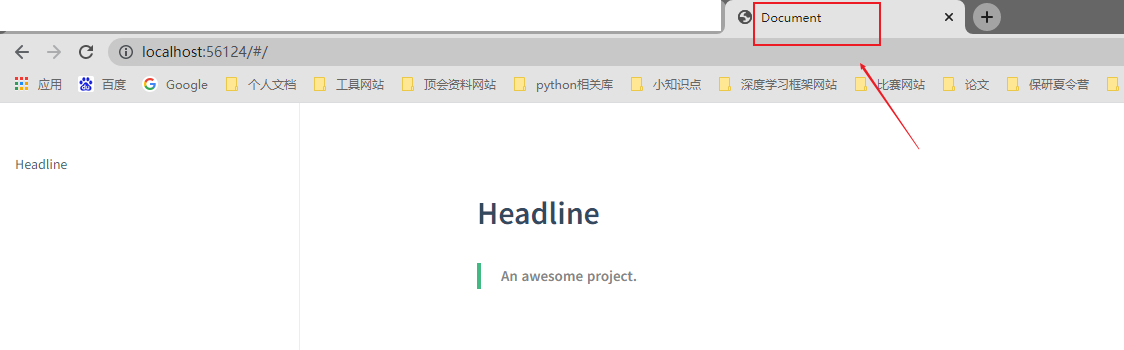 Document
localhost:56124/#/
应用 百度 Google 个人文档 工具网站 顶会资料网站 python相关库 小知识点 深度学习框架网站 比赛网站 论文 保研夏令营
Headline
Headline
An awesome project.